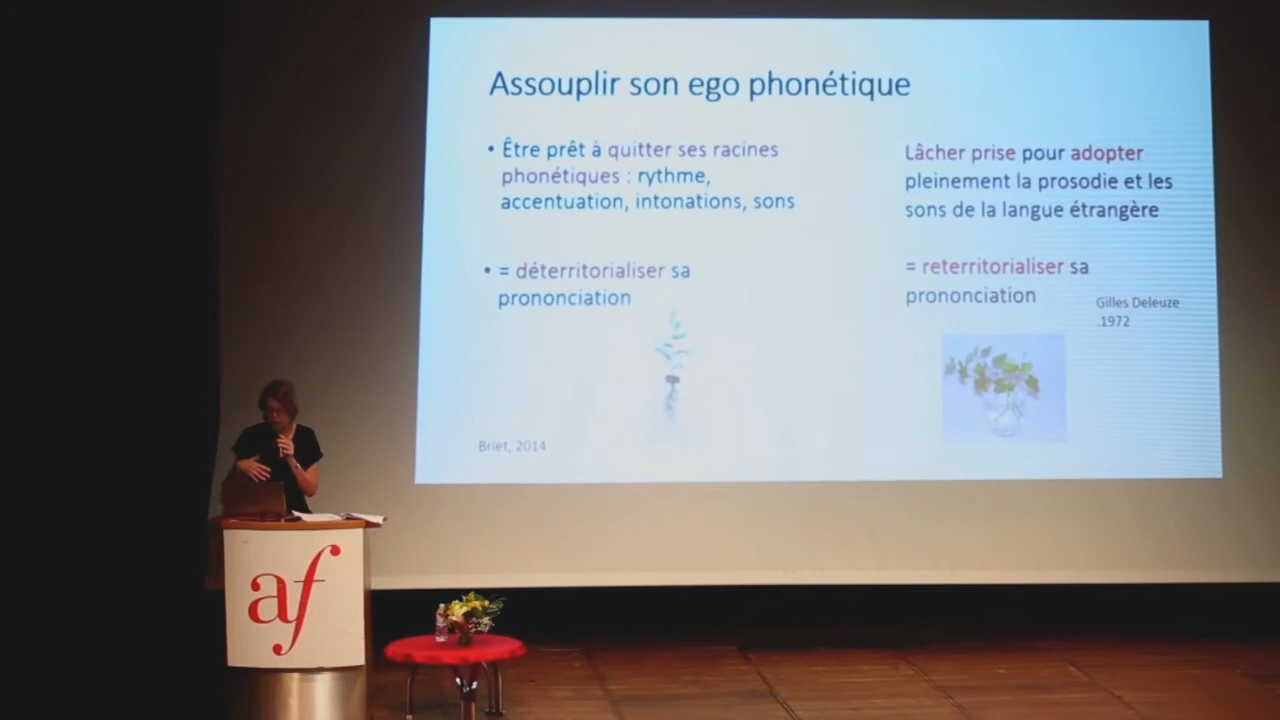 Assouplir son ego phonétique
• Être prêt à quitter ses racines
phonétiques : rythme,
accentuation, intonations, sons
• = déterritorialiser sa
prononciation
Briet, 2014
Lâcher prise pour adopter
pleinement la prosodie et les
sons de la langue étrangère
= reterritorialiser sa
prononciation
Gilles Deleuze
.1972
af